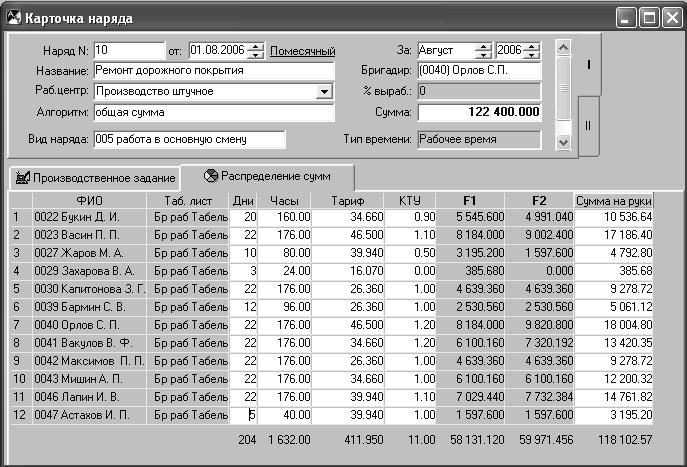 Карточка наряда
Наряд N: 10 от: 01.08.2006 Помесячный За: Август 2006 I
Название: Ремонт дорожного покрытия Бригадир: (0040) Орлов С.П.
Раб.центр: Производство штучное % выраб.: 0
Алгоритм: общая сумма Сумма: 122 400.000 II
Вид наряда: 005 работа в основную смену Тип времени: Рабочее время
Производственное задание Распределение сумм
ФИО Таб. лист Дни Часы Тариф КТУ F1 F2 Сумма на руки
1 0022 Букин Д. И. Бр раб Табель 20 160.00 34.660 0.90 5 545.600 4 991.040 10 536.64
2 0023 Васин П. П. Бр раб Табель 22 176.00 46.500 1.10 8 184.000 9 002.400 17 186.40
3 0027 Жаров М. А. Бр раб Табель 10 80.00 39.940 0.50 3 195.200 1 597.600 4 792.80
4 0029 Захарова В. А. Бр раб Табель 3 24.00 16.070 0.00 385.680 0.000 385.68
5 0030 Капитонова З. Г. Бр раб Табель 22 176.00 26.360 1.00 4 639.360 4 639.360 9 278.72
6 0039 Бармин С. В. Бр раб Табель 12 96.00 26.360 1.00 2 530.560 2 530.560 5 061.12
7 0040 Орлов С. П. Бр раб Табель 22 176.00 46.500 1.20 8 184.000 9 820.800 18 004.80
8 0041 Вакулов В. Ф. Бр раб Табель 22 176.00 34.660 1.20 6 100.160 7 320.192 13 420.35
9 0042 Максимов П. П. Бр раб Табель 22 176.00 26.360 1.00 4 639.360 4 639.360 9 278.72
10 0043 Мишин А. П. Бр раб Табель 22 176.00 34.660 1.00 6 100.160 6 100.160 12 200.32
11 0046 Лапин И. В. Бр раб Табель 22 176.00 39.940 1.10 7 029.440 7 732.384 14 761.82
12 0047 Астахов И. П. Бр раб Табель 5 40.00 39.940 1.00 1 597.600 1 597.600 3 195.20
204 1 632.00 411.950 11.00 58 131.120 59 971.456 118 102.57